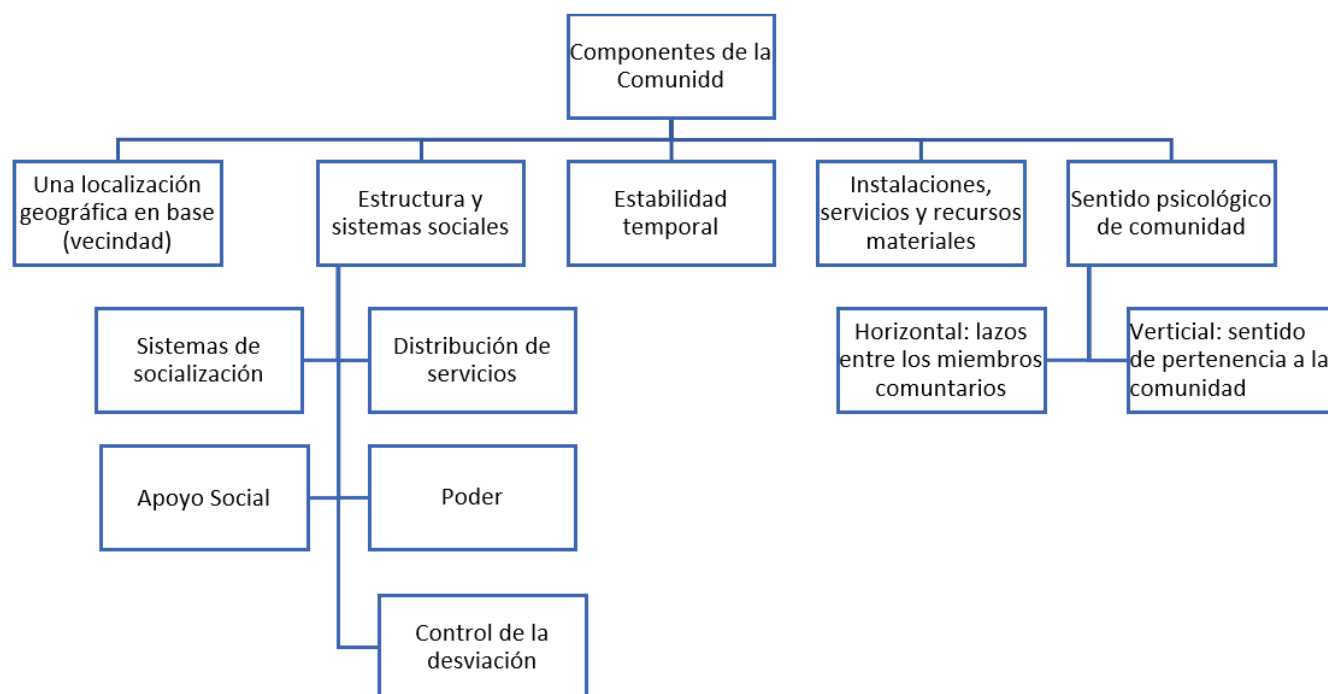 Componentes de la
Comunidd
Una localización
geográfica en base
(vecindad)
Estructura y
sistemas sociales
Estabilidad
temporal
Instalaciones,
servicios y recursos
materiales
Sentido psicológico
de comunidad
Sistemas de
socialización
Distribución de
servicios
Horizontal: lazos
entre los miembros
comuntarios
Verticial: sentido
de pertenencia a la
comunidad
Apoyo Social
Poder
Control de la
desviación